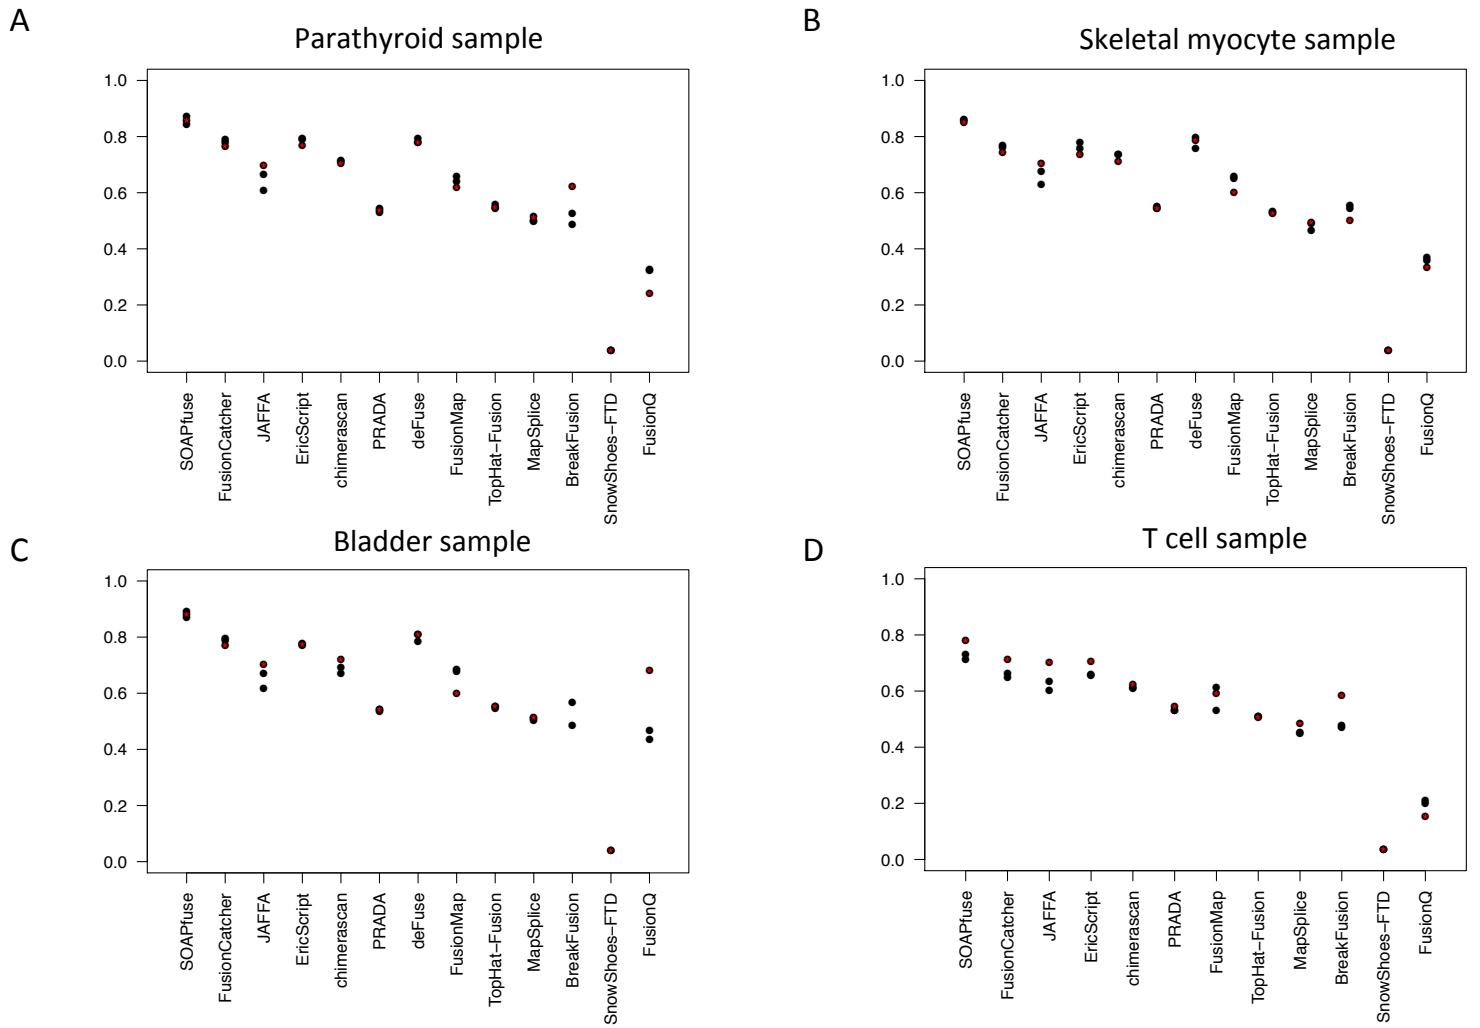 A
Parathyroid sample
1.0
0.8
0.6
0.4
0.2
0.0
SOAPfuse
FusionCatcher
JAFFA
EricScript
chimerascan
PRADA
deFuse
FusionMap
TopHat−Fusion
MapSplice
BreakFusion
SnowShoes−FTD
FusionQ
B
Skeletal myocyte sample
1.0
0.8
0.6
0.4
0.2
0.0
SOAPfuse
FusionCatcher
JAFFA
EricScript
chimerascan
PRADA
deFuse
FusionMap
TopHat−Fusion
MapSplice
BreakFusion
SnowShoes−FTD
FusionQ
C
Bladder sample
1.0
0.8
0.6
0.4
0.2
0.0
SOAPfuse
FusionCatcher
JAFFA
EricScript
chimerascan
PRADA
deFuse
FusionMap
TopHat−Fusion
MapSplice
BreakFusion
SnowShoes−FTD
FusionQ
D
T cell sample
1.0
0.8
0.6
0.4
0.2
0.0
SOAPfuse
FusionCatcher
JAFFA
EricScript
chimerascan
PRADA
FusionMap
TopHat−Fusion
MapSplice
BreakFusion
SnowShoes−FTD
FusionQ